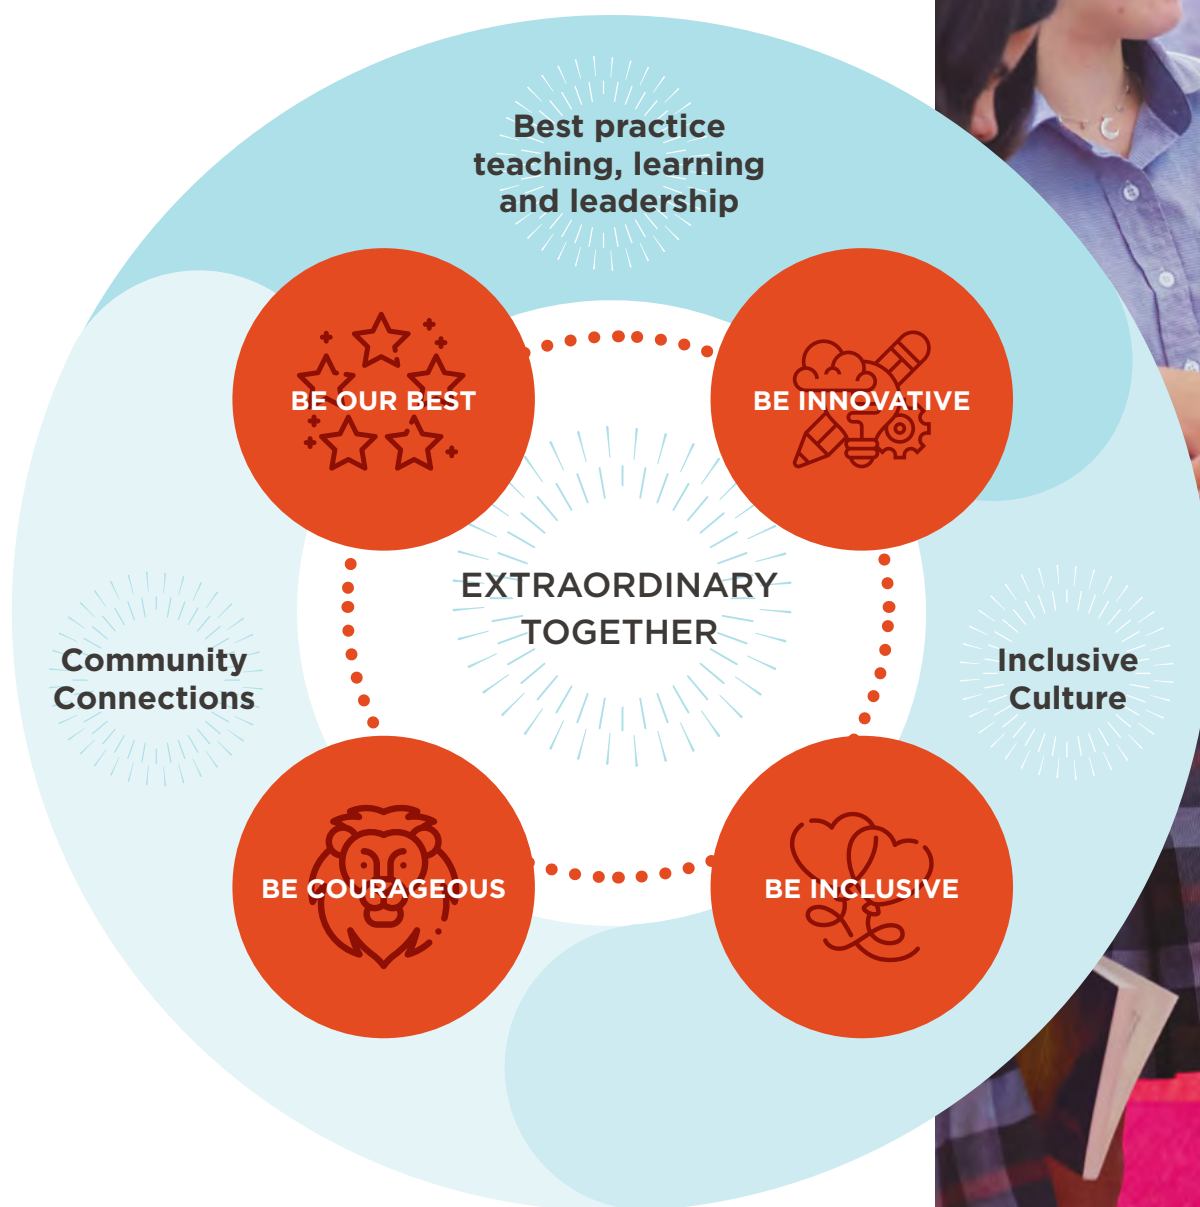 Best practice
teaching, learning
and leadership
BE OUR BEST
BE INNOVATIVE
EXTRAORDINARY
TOGETHER
Community
Connections
Inclusive
Culture
BE COURAGEOUS
BE INCLUSIVE